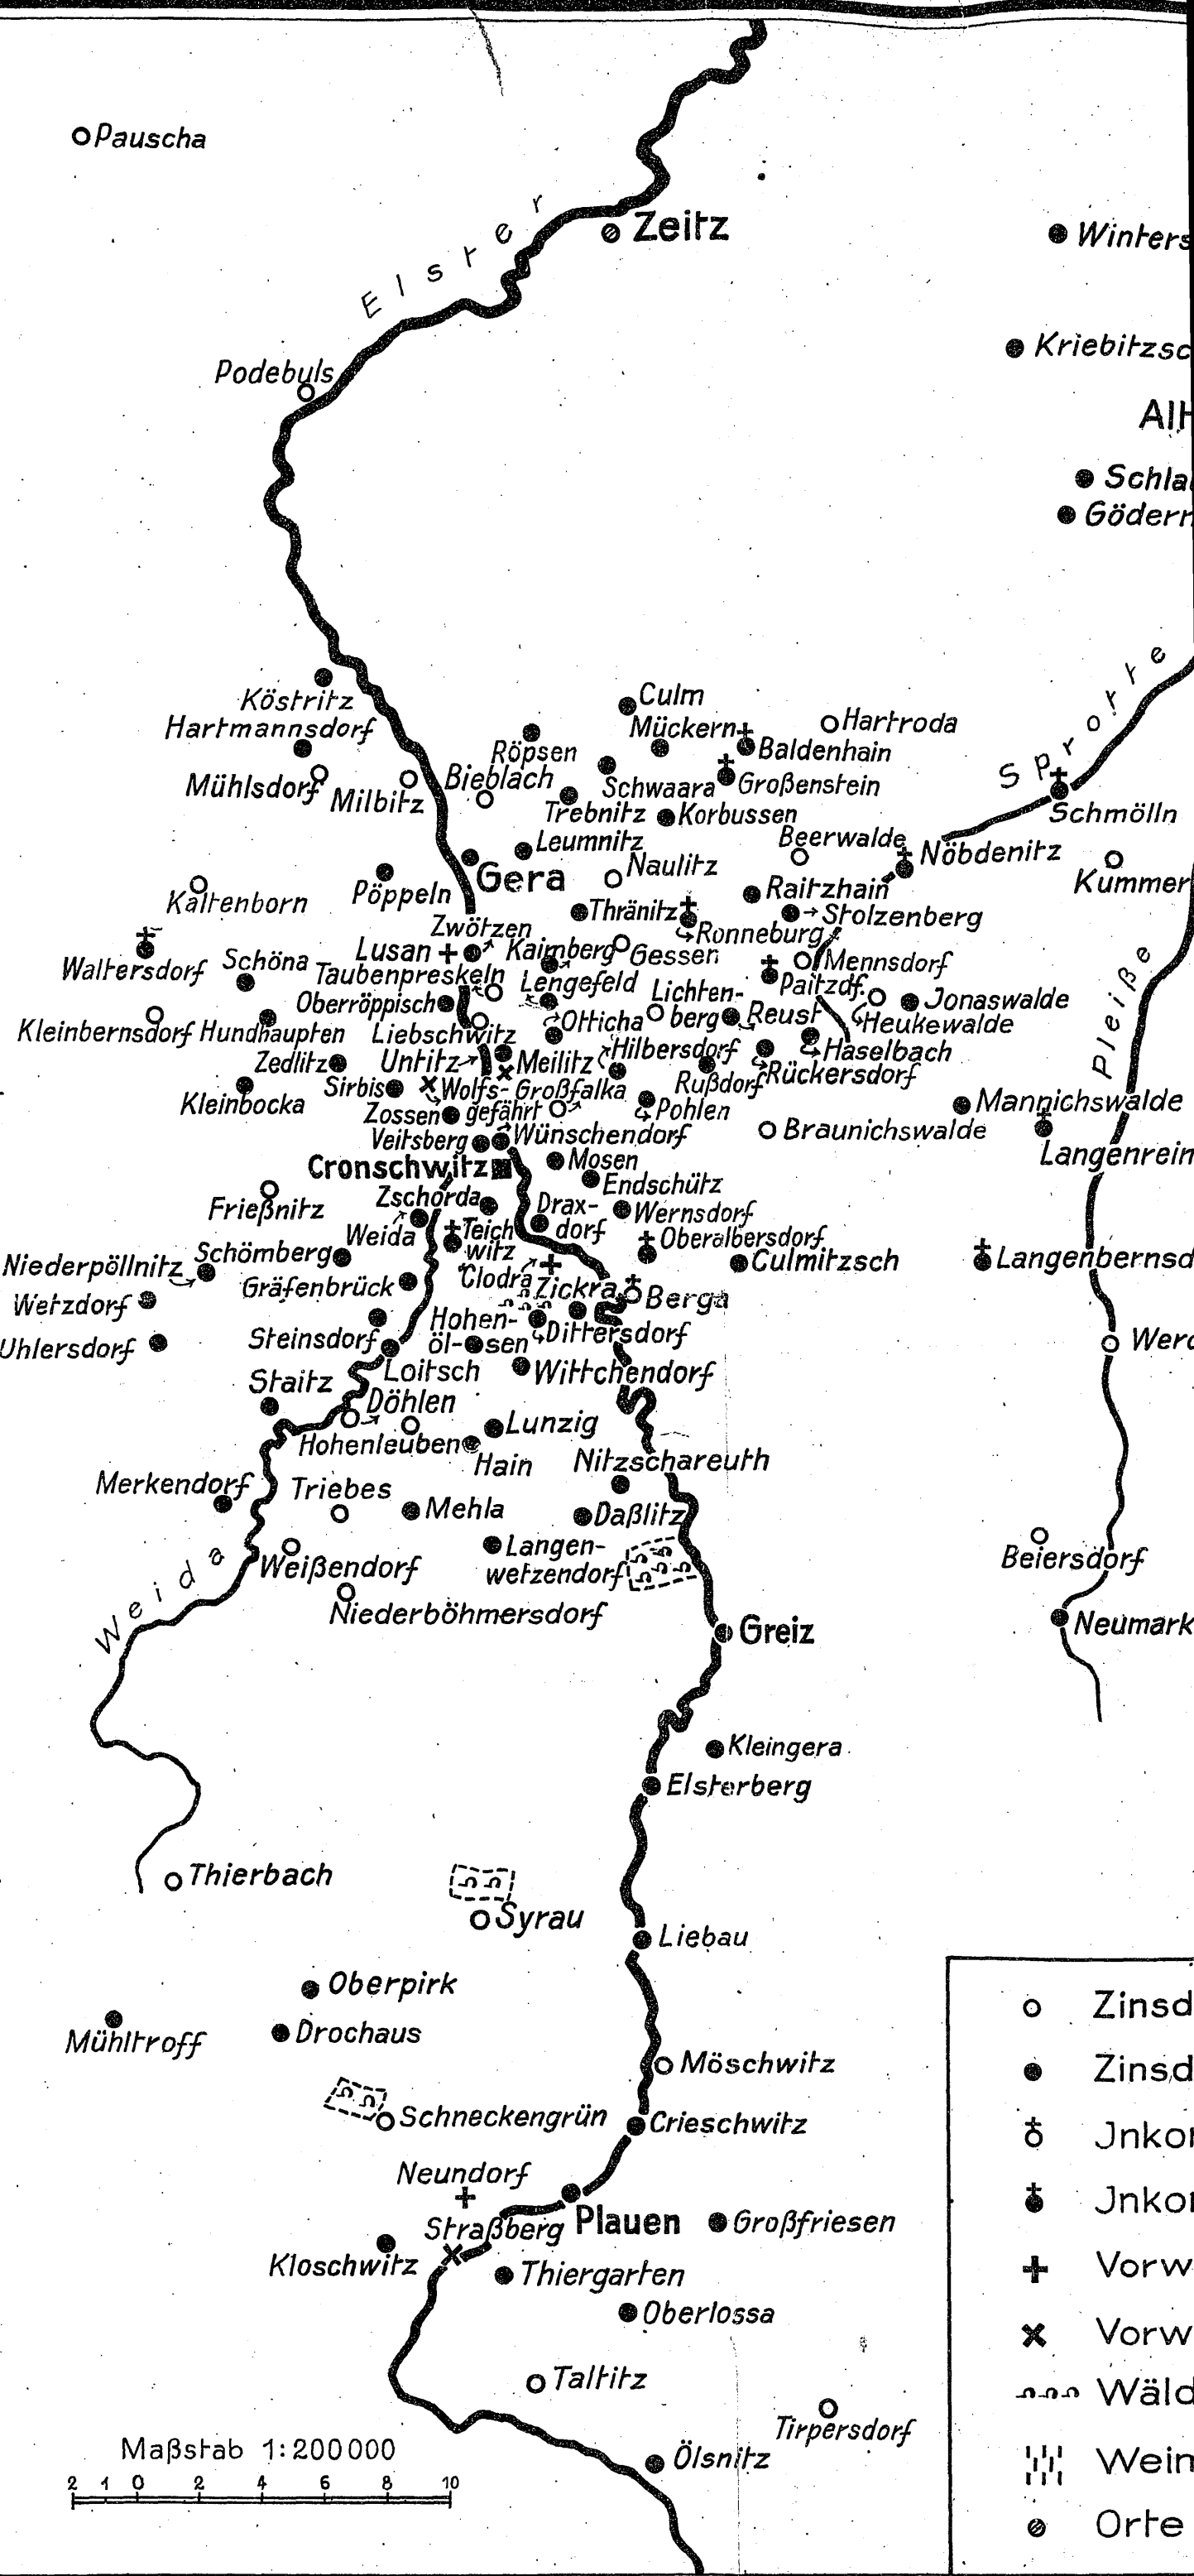 Pauscha
Elster
Zeitz
Winters
Kriebitzsc
Podebuls
Alt
Schla
Gödern
Sprotte
Köstritz
Culm
Hartmannsdorf
Mückern
Hartroda
Röpsen
Baldenhain
Mühlsdorf
Milbitz
Bieblach
Schwaara
Großenstein
Trebnitz
Korbussen
Schmölln
Leumnitz
Beerwalde
Nöbdenitz
Gera
Naulitz
Kummer
Kaltenborn
Pöppeln
Raitzhain
Thränitz
Stolzenberg
Zwötzen
Ronneburg
Lusan
Kaimberg
Gessen
Waltersdorf
Schöna
Taubenpreskeln
Lengefeld
Mennsdorf
Paitzdf.
Lichten-
berg
Oberröppisch
Jonaswalde
Pleiße
Kleinbernsdorf
Hundhaupten
Liebschwitz
Otticha
Reust
Heukewalde
Zedlitz
Untitz
Meilitz
Hilbersdorf
Haselbach
Sirbis
Wolfs-
gefährt
Großfalka
Rußdorf
Rückersdorf
Kleinbocka
Zossen
Pohlen
Mannichswalde
Veitsberg
Wünschendorf
Braunichswalde
Langenrein
Cronschwitz
Mosen
Endschütz
Frießnitz
Zschorda
Drax-
dorf
Wernsdorf
Weida
Teich
witz
Oberalbersdorf
Niederpöllnitz
Schömberg
Clodra
Culmitzsch
Langenbernsd
Gräfenbrück
Zickra
Berga
Wetzdorf
Hohen-
öl-sen
Dittersdorf
Uhlersdorf
Steinsdorf
Werd
Loitsch
Wittchendorf
Staitz
Döhlen
Lunzig
Hohenleuben
Hain
Nitzschareuth
Merkendorf
Triebes
Mehla
Daßlitz
Weida
Weißendorf
Langen-
wetzendorf
Beiersdorf
Niederböhmersdorf
Greiz
Neumark
Kleingera
Elsterberg
Thierbach
Syrau
Liebau
Oberpirk
Mühltroff
Drochaus
Möschwitz
Schneckengrün
Crieschwitz
Neundorf
Straßberg
Plauen
Großfriesen
Kloschwitz
Thiergarten
Oberlossa
Taltitz
Tirpersdorf
Ölsnitz
Maßstab 1:200000
2 1 0 2 4 6 8 10
Zinsd
Zinsd
Jnkor
Jnkor
Vorw
Vorw
Wäld
Wein
Orte